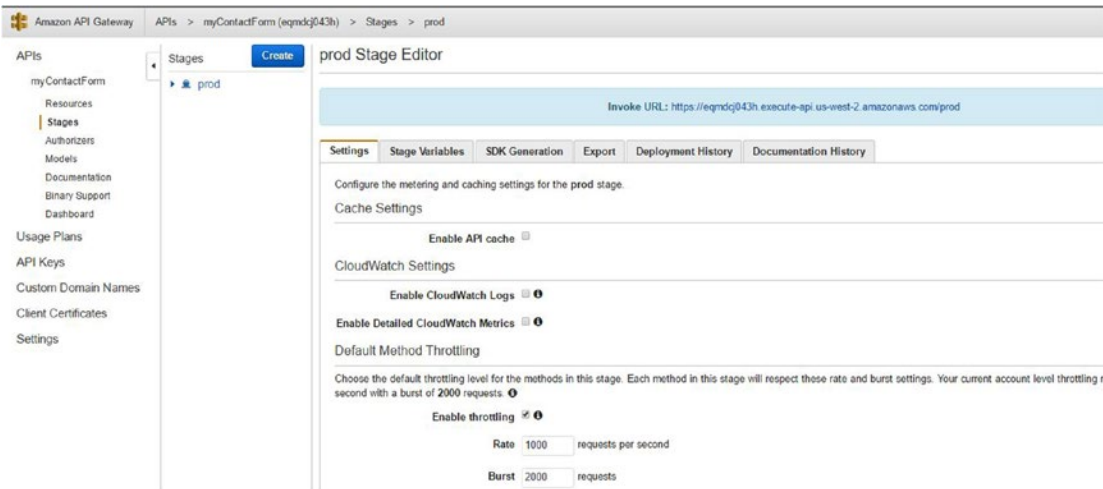 Amazon API Gateway APIs > myContactForm (eqmdcj043h) > Stages > prod
APIs
myContactForm
Resources
Stages
Authorizers
Models
Documentation
Binary Support
Dashboard
Usage Plans
API Keys
Custom Domain Names
Client Certificates
Settings
Stages Create
prod
prod Stage Editor
Invoke URL: https://eqmdcj043h.execute-api.us-west-2.amazonaws.com/prod
Settings Stage Variables SDK Generation Export Deployment History Documentation History
Configure the metering and caching settings for the prod stage.
Cache Settings
Enable API cache
CloudWatch Settings
Enable CloudWatch Logs
Enable Detailed CloudWatch Metrics
Default Method Throttling
Choose the default throttling level for the methods in this stage. Each method in this stage will respect these rate and burst settings. Your current account level throttling
second with a burst of 2000 requests.
Enable throttling
Rate 1000 requests per second
Burst 2000 requests